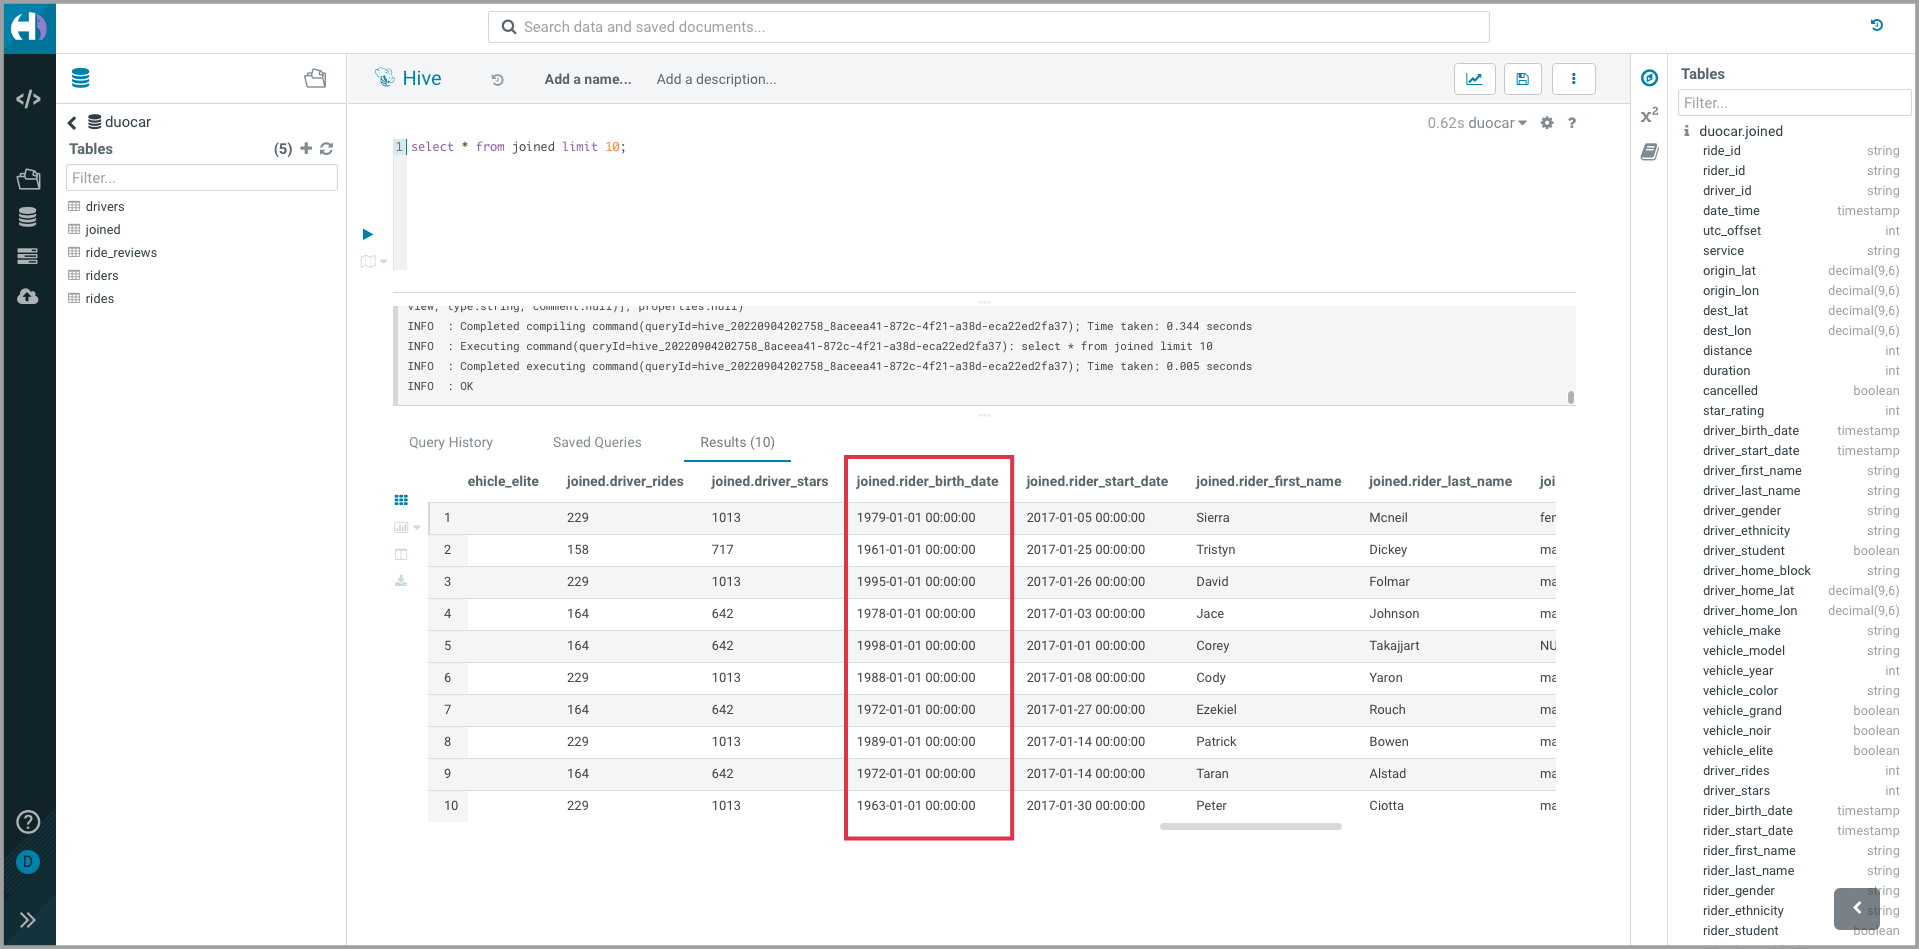 Search data and saved documents...
duocar
Tables (5)
Filter...
drivers
joined
ride_reviews
riders
rides
D
Hive Add a name... Add a description...
0.62s duocar ?
1 select * from joined limit 10;
view, type:string, comment:null)], properties:null)
INFO : Completed compiling command(queryId=hive_20220904202758_8aceea41-872c-4f21-a38d-eca22ed2fa37); Time taken: 0.344 seconds
INFO : Executing command(queryId=hive_20220904202758_8aceea41-872c-4f21-a38d-eca22ed2fa37): select * from joined limit 10
INFO : Completed executing command(queryId=hive_20220904202758_8aceea41-872c-4f21-a38d-eca22ed2fa37); Time taken: 0.005 seconds
INFO : OK
Query History Saved Queries Results (10)
ehicle_elite joined.driver_rides joined.driver_stars joined.rider_birth_date joined.rider_start_date joined.rider_first_name joined.rider_last_name joi
1 229 1013 1979-01-01 00:00:00 2017-01-05 00:00:00 Sierra Mcneil fer
2 158 717 1961-01-01 00:00:00 2017-01-25 00:00:00 Tristyn Dickey ma
3 229 1013 1995-01-01 00:00:00 2017-01-26 00:00:00 David Folmar ma
4 164 642 1978-01-01 00:00:00 2017-01-03 00:00:00 Jace Johnson ma
5 164 642 1998-01-01 00:00:00 2017-01-01 00:00:00 Corey Takajjart NU
6 229 1013 1988-01-01 00:00:00 2017-01-08 00:00:00 Cody Yaron ma
7 164 642 1972-01-01 00:00:00 2017-01-27 00:00:00 Ezekiel Rouch ma
8 229 1013 1989-01-01 00:00:00 2017-01-14 00:00:00 Patrick Bowen ma
9 164 642 1972-01-01 00:00:00 2017-01-14 00:00:00 Taran Alstad ma
10 229 1013 1963-01-01 00:00:00 2017-01-30 00:00:00 Peter Ciotta ma
x²
Tables
Filter...
duocar.joined
ride_id string
rider_id string
driver_id string
date_time timestamp
utc_offset int
service string
origin_lat decimal(9,6)
origin_lon decimal(9,6)
dest_lat decimal(9,6)
dest_lon decimal(9,6)
distance int
duration int
cancelled boolean
star_rating int
driver_birth_date timestamp
driver_start_date timestamp
driver_first_name string
driver_last_name string
driver_gender string
driver_ethnicity string
driver_student boolean
driver_home_block string
driver_home_lat decimal(9,6)
driver_home_lon decimal(9,6)
vehicle_make string
vehicle_model string
vehicle_year int
vehicle_color string
vehicle_grand boolean
vehicle_noir boolean
vehicle_elite boolean
driver_rides int
driver_stars int
rider_birth_date timestamp
rider_start_date timestamp
rider_first_name string
rider_last_name string
rider_gender string
rider_ethnicity string
rider_student boolean